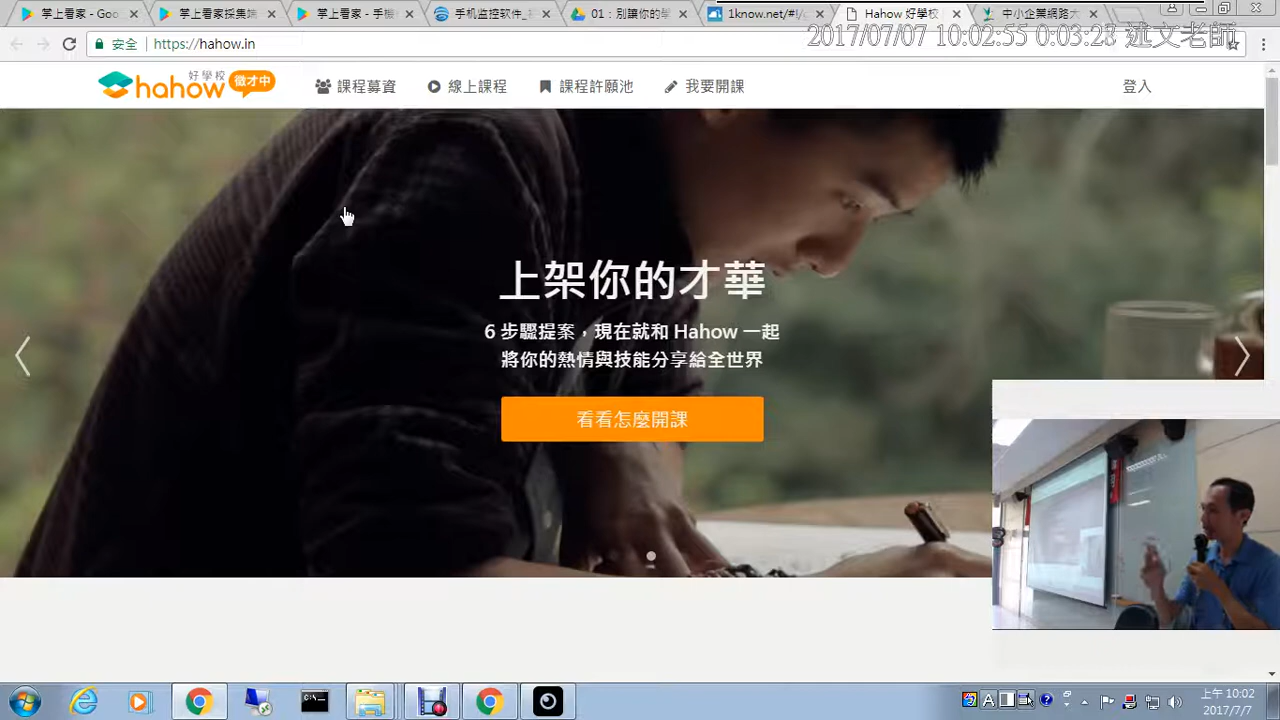 掌上看家 - Goo
掌上看家採集端
掌上看家 - 手機
手机监控软件_
01：別讓你的學
1know.net/#!/
Hahow 好學校
中小企業網路大
2017/07/07 10:02:55 0:03:28 述文老師
安全
https://hahow.in
好學校
hahow
徵才中
課程募資
線上課程
課程許願池
我要開課
登入
上架你的才華
6 步驟提案，現在就和 Hahow 一起
將你的熱情與技能分享給全世界
看看怎麼開課
上午 10:02
2017/7/7